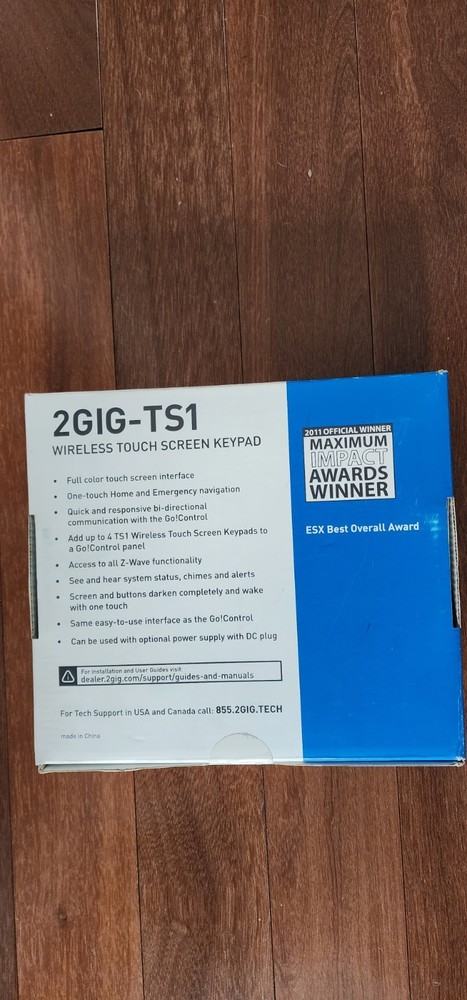 2GIG-TS1
WIRELESS TOUCH SCREEN KEYPAD
• Full color touch screen interface
• One-touch Home and Emergency navigation
• Quick and responsive bi-directional
communication with the Go!Control
• Add up to 4 TS1 Wireless Touch Screen Keypads to
a Go!Control panel
• Access to all Z-Wave functionality
• See and hear system status, chimes and alerts
• Screen and buttons darken completely and wake
with one touch
• Same easy-to-use interface as the Go!Control
• Can be used with optional power supply with DC plug
For Installation and User Guides visit:
dealer.2gig.com/support/guides-and-manuals
For Tech Support in USA and Canada call: 855.2GIG.TECH
made in China
2011 OFFICIAL WINNER
MAXIMUM
IMPACT
AWARDS
WINNER
ESX Best Overall Award